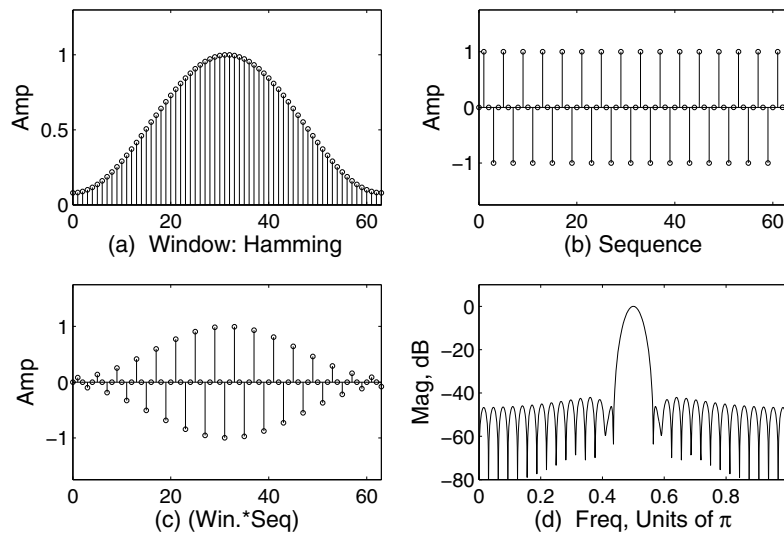 1
0.5
0
Amp
0 20 40 60
(a) Window: Hamming
1
0
−1
Amp
0 20 40 60
(b) Sequence
1
0
−1
Amp
0 20 40 60
(c) (Win.*Seq)
0
−20
−40
−60
−80
Mag, dB
0 0.2 0.4 0.6 0.8
(d) Freq, Units of π